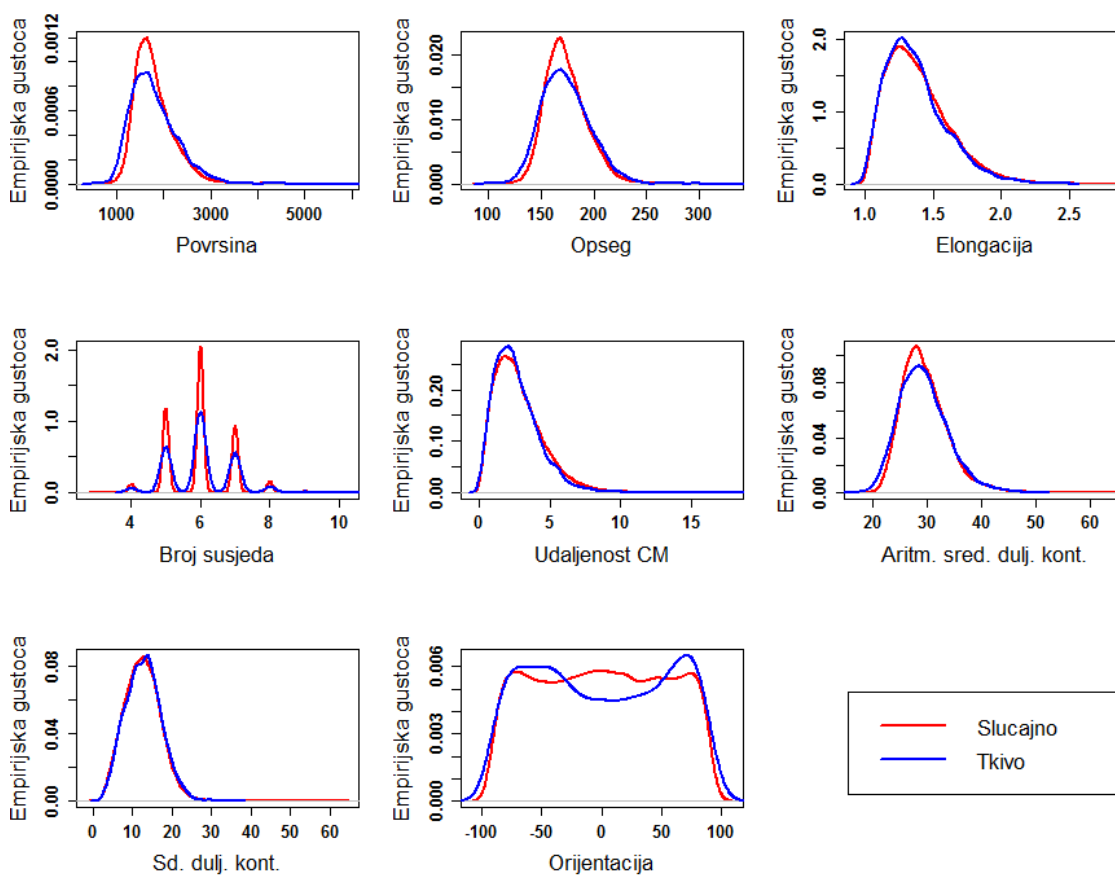 Empirijska gustoca
0.0000 0.0006 0.0012
1000 3000 5000
Povrsina
Empirijska gustoca
0.000 0.010 0.020
100 150 200 250 300
Opseg
Empirijska gustoca
0.0 1.0 2.0
1.0 1.5 2.0 2.5
Elongacija
Empirijska gustoca
0.0 1.0 2.0
4 6 8 10
Broj susjeda
Empirijska gustoca
0.00 0.10 0.20
0 5 10 15
Udaljenost CM
Empirijska gustoca
0.00 0.04 0.08
20 30 40 50 60
Aritm. sred. dulj. kont.
Empirijska gustoca
0.00 0.04 0.08
0 10 20 30 40 50 60
Sd. dulj. kont.
Empirijska gustoca
0.000 0.003 0.006
-100 -50 0 50 100
Orijentacija
Slucajno
Tkivo